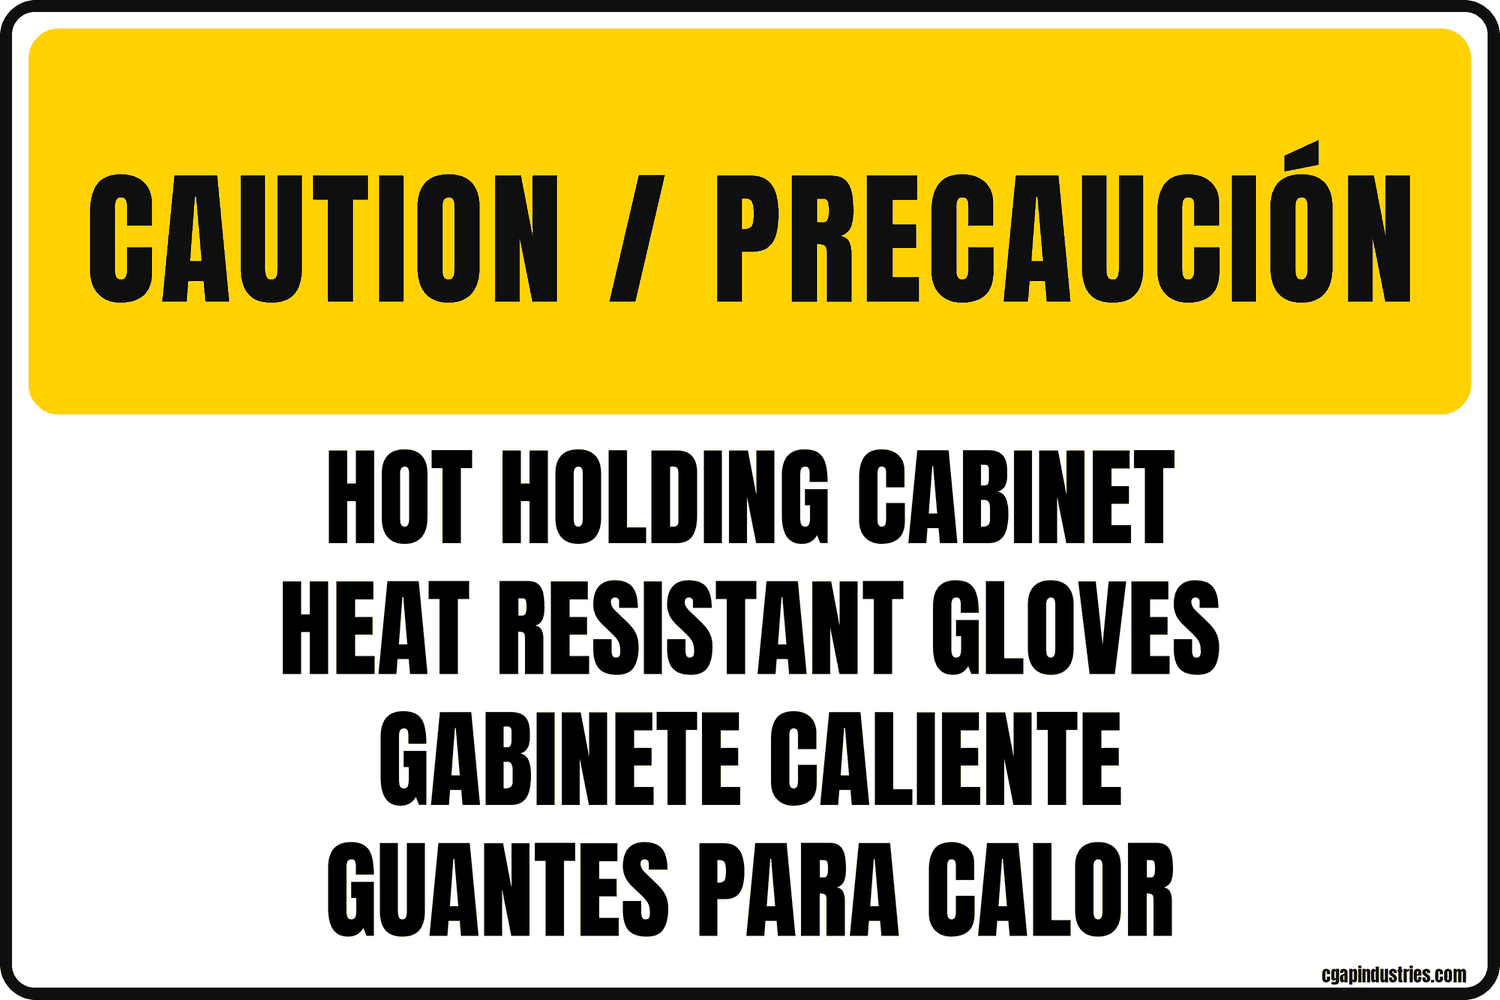 CAUTION / PRECAUCIÓN
HOT HOLDING CABINET
HEAT RESISTANT GLOVES
GABINETE CALIENTE
GUANTES PARA CALOR
cgapindustries.com